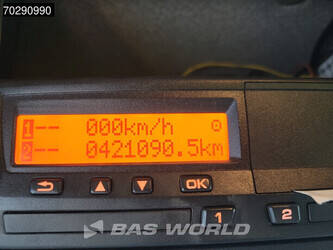 70290990
1-- 000km/h
2-- 0421090.5km
OK
1
2
BAS WORLD